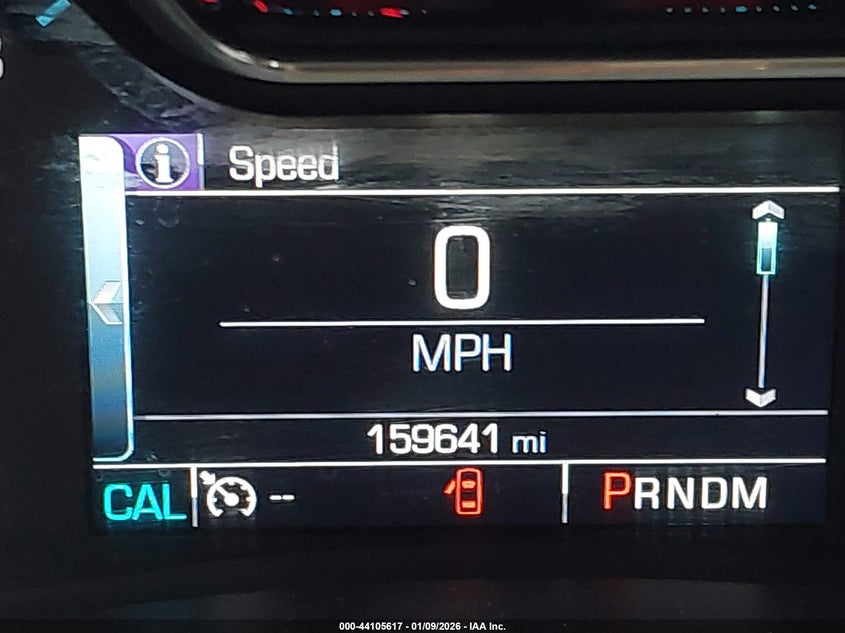 Speed
0
MPH
159641 mi
CAL -- PRNDM
000-44105617 - 01/09/2026 - IAA Inc.